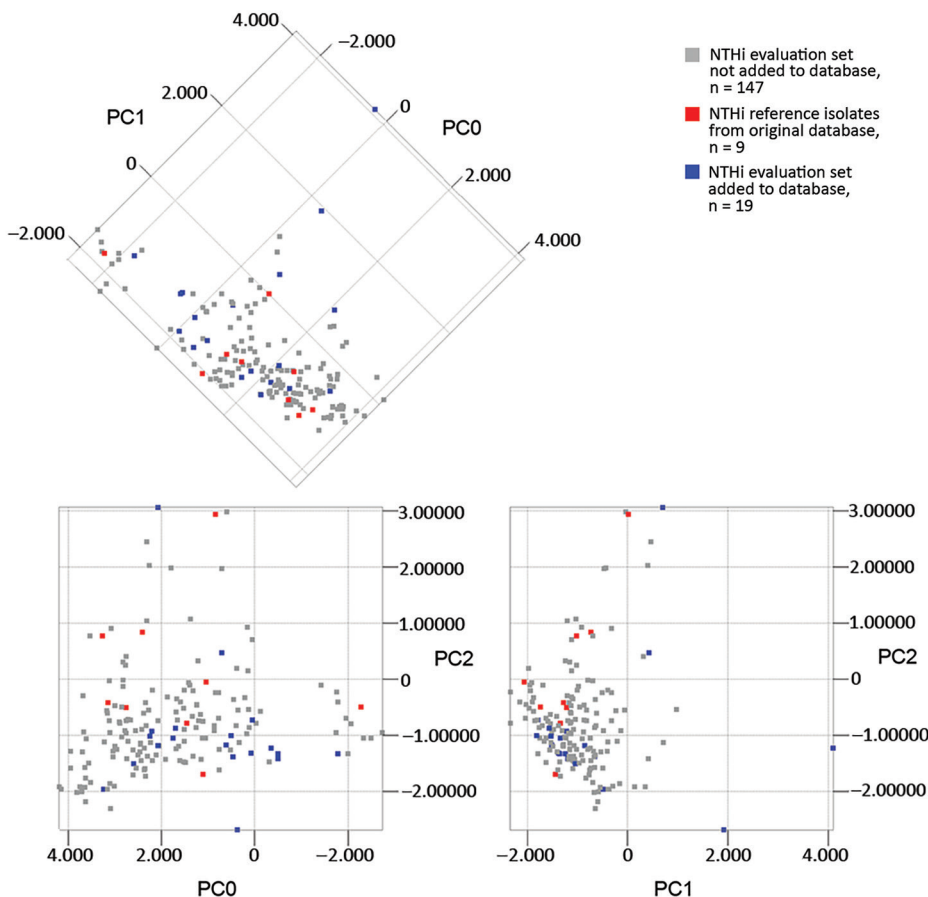 4.000
−2.000
2.000
0
PC1
PC0
0
2.000
−2.000
4.000
NTHi evaluation set
not added to database,
n = 147
NTHi reference isolates
from original database,
n = 9
NTHi evaluation set
added to database,
n = 19
3.00000
2.00000
1.00000
PC2
0
−1.00000
−2.00000
4.000
2.000
0
−2.000
PC0
3.00000
2.00000
1.00000
PC2
0
−1.00000
−2.00000
−2.000
0
2.000
4.000
PC1